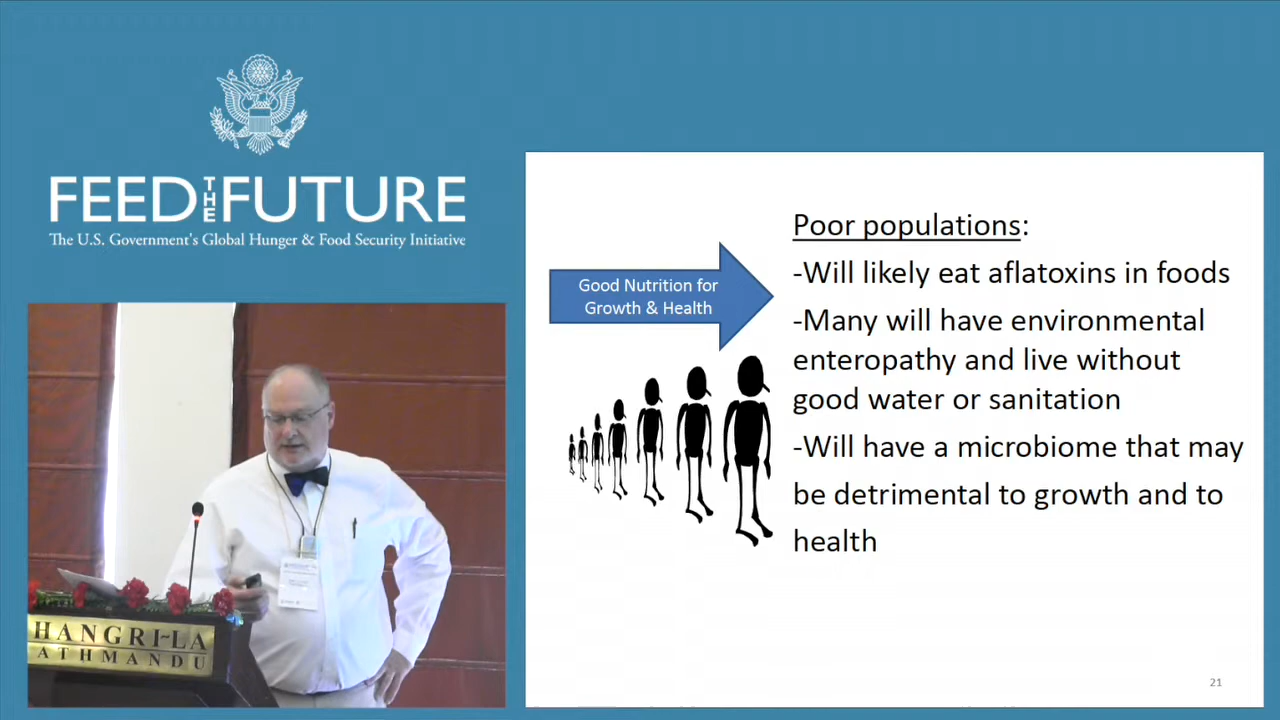 FEED THE FUTURE
The U.S. Government's Global Hunger & Food Security Initiative
Good Nutrition for
Growth & Health
Poor populations:
-Will likely eat aflatoxins in foods
-Many will have environmental
enteropathy and live without
good water or sanitation
-Will have a microbiome that may
be detrimental to growth and to
health
HANGRI-LA
ATHMANDU
21